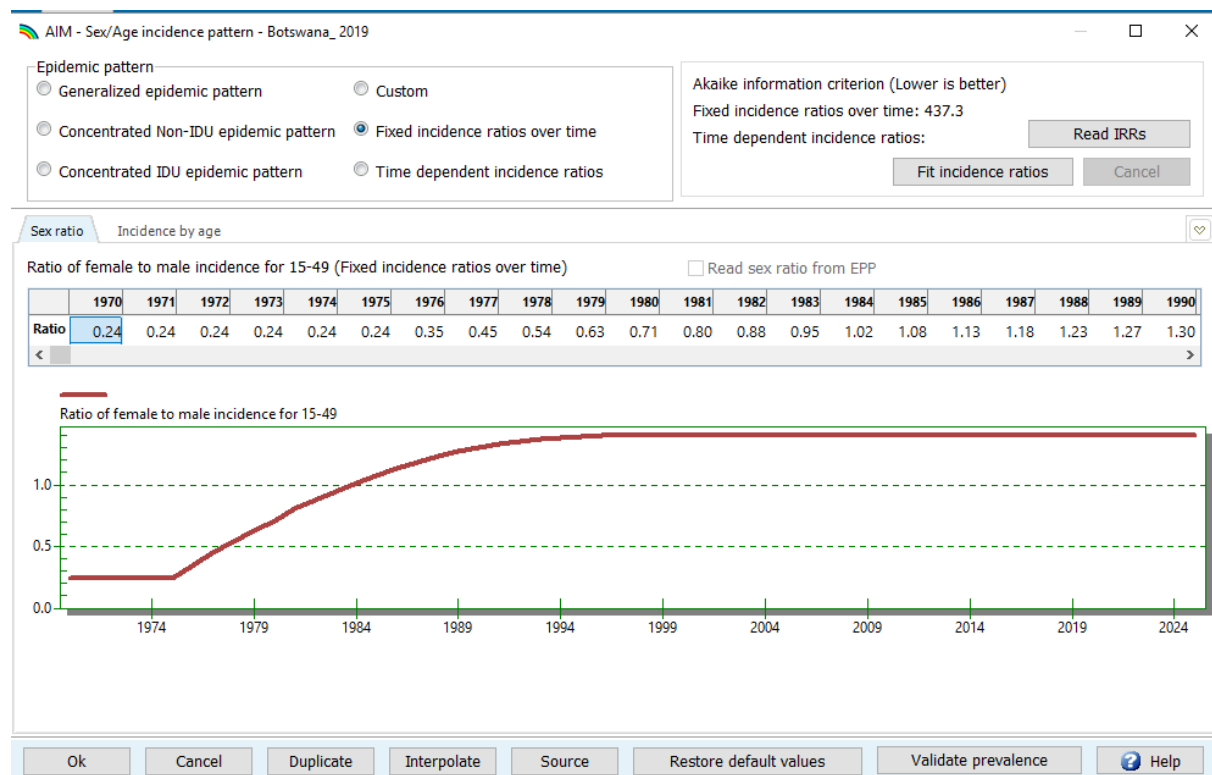 AIM - Sex/Age incidence pattern - Botswana_ 2019
Epidemic pattern
Generalized epidemic pattern
Custom
Concentrated Non-IDU epidemic pattern
Fixed incidence ratios over time
Concentrated IDU epidemic pattern
Time dependent incidence ratios
Akaike information criterion (Lower is better)
Fixed incidence ratios over time: 437.3
Time dependent incidence ratios:
Read IRRs
Fit incidence ratios
Cancel
Sex ratio
Incidence by age
Ratio of female to male incidence for 15-49 (Fixed incidence ratios over time)
Read sex ratio from EPP
1970 1971 1972 1973 1974 1975 1976 1977 1978 1979 1980 1981 1982 1983 1984 1985 1986 1987 1988 1989 1990
Ratio 0.24 0.24 0.24 0.24 0.24 0.24 0.35 0.45 0.54 0.63 0.71 0.80 0.88 0.95 1.02 1.08 1.13 1.18 1.23 1.27 1.30
Ratio of female to male incidence for 15-49
1.0
0.5
0.0
1974 1979 1984 1989 1994 1999 2004 2009 2014 2019 2024
Ok
Cancel
Duplicate
Interpolate
Source
Restore default values
Validate prevalence
? Help